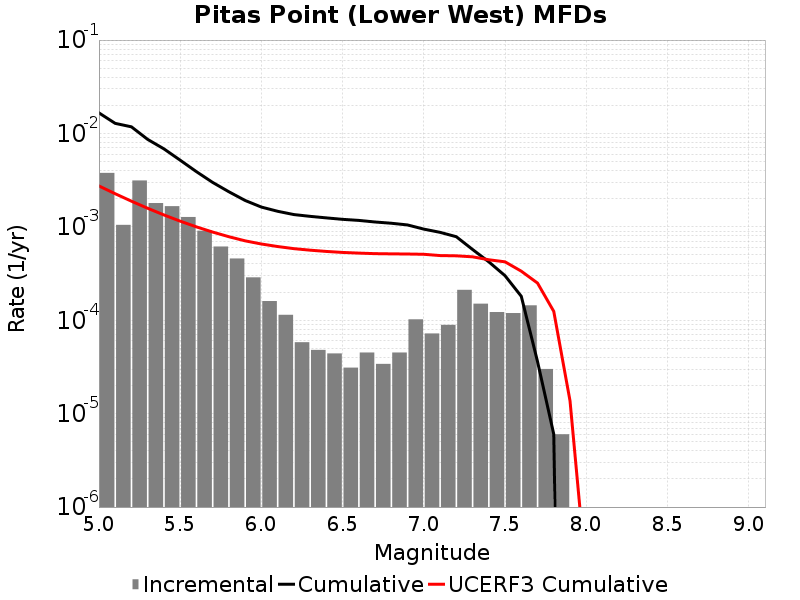 Pitas Point (Lower West) MFDs
10^-1
10^-2
10^-3
10^-4
10^-5
10^-6
Rate (1/yr)
5.0 5.5 6.0 6.5 7.0 7.5 8.0 8.5 9.0
Magnitude
Incremental Cumulative UCERF3 Cumulative